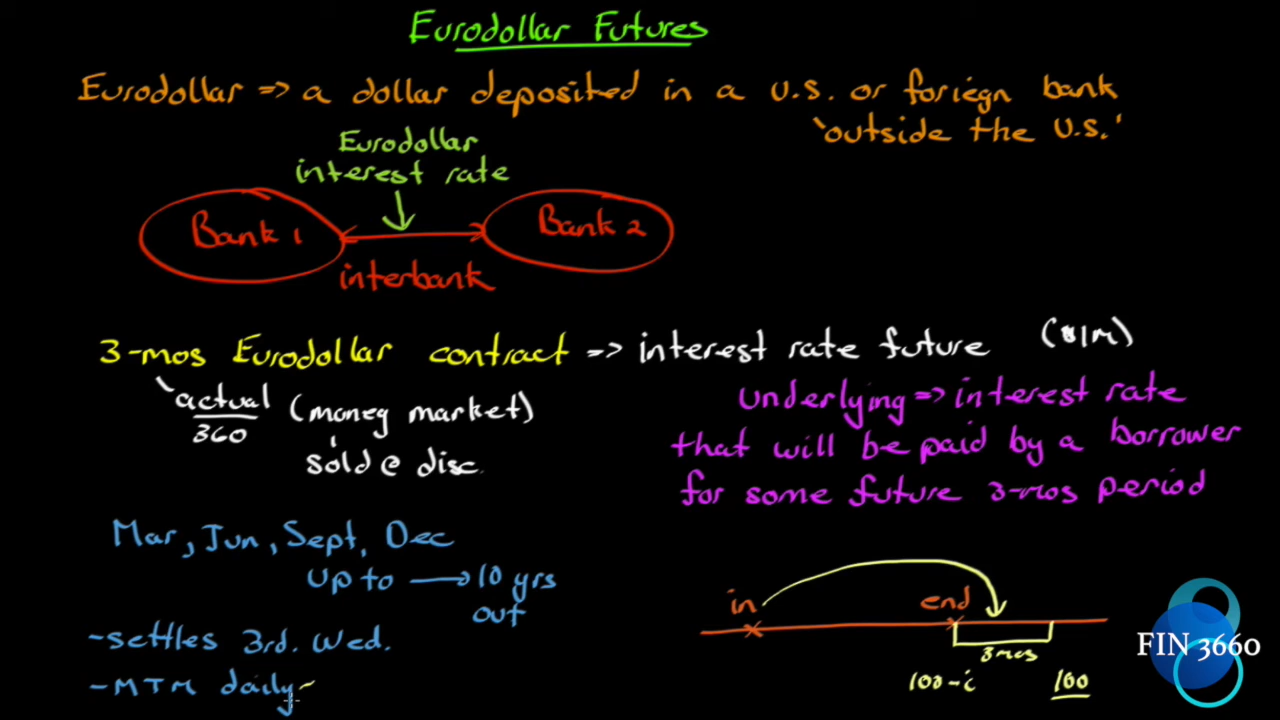 Eurodollar Futures
Eurodollar => a dollar deposited in a U.S. or foriegn bank
'outside the U.S.'
Eurodollar
interest rate
Bank 1
Bank 2
interbank
3-mos Eurodollar contract => interest rate future ($1M)
actual (money market)
360
sold @ disc.
underlying => interest rate
that will be paid by a borrower
for some future 3-mos period
Mar, Jun, Sept, Dec
up to → 10 yrs
out
-settles 3rd. Wed.
-MTM daily-
in
end
3mos
100-i
100
FIN 3660